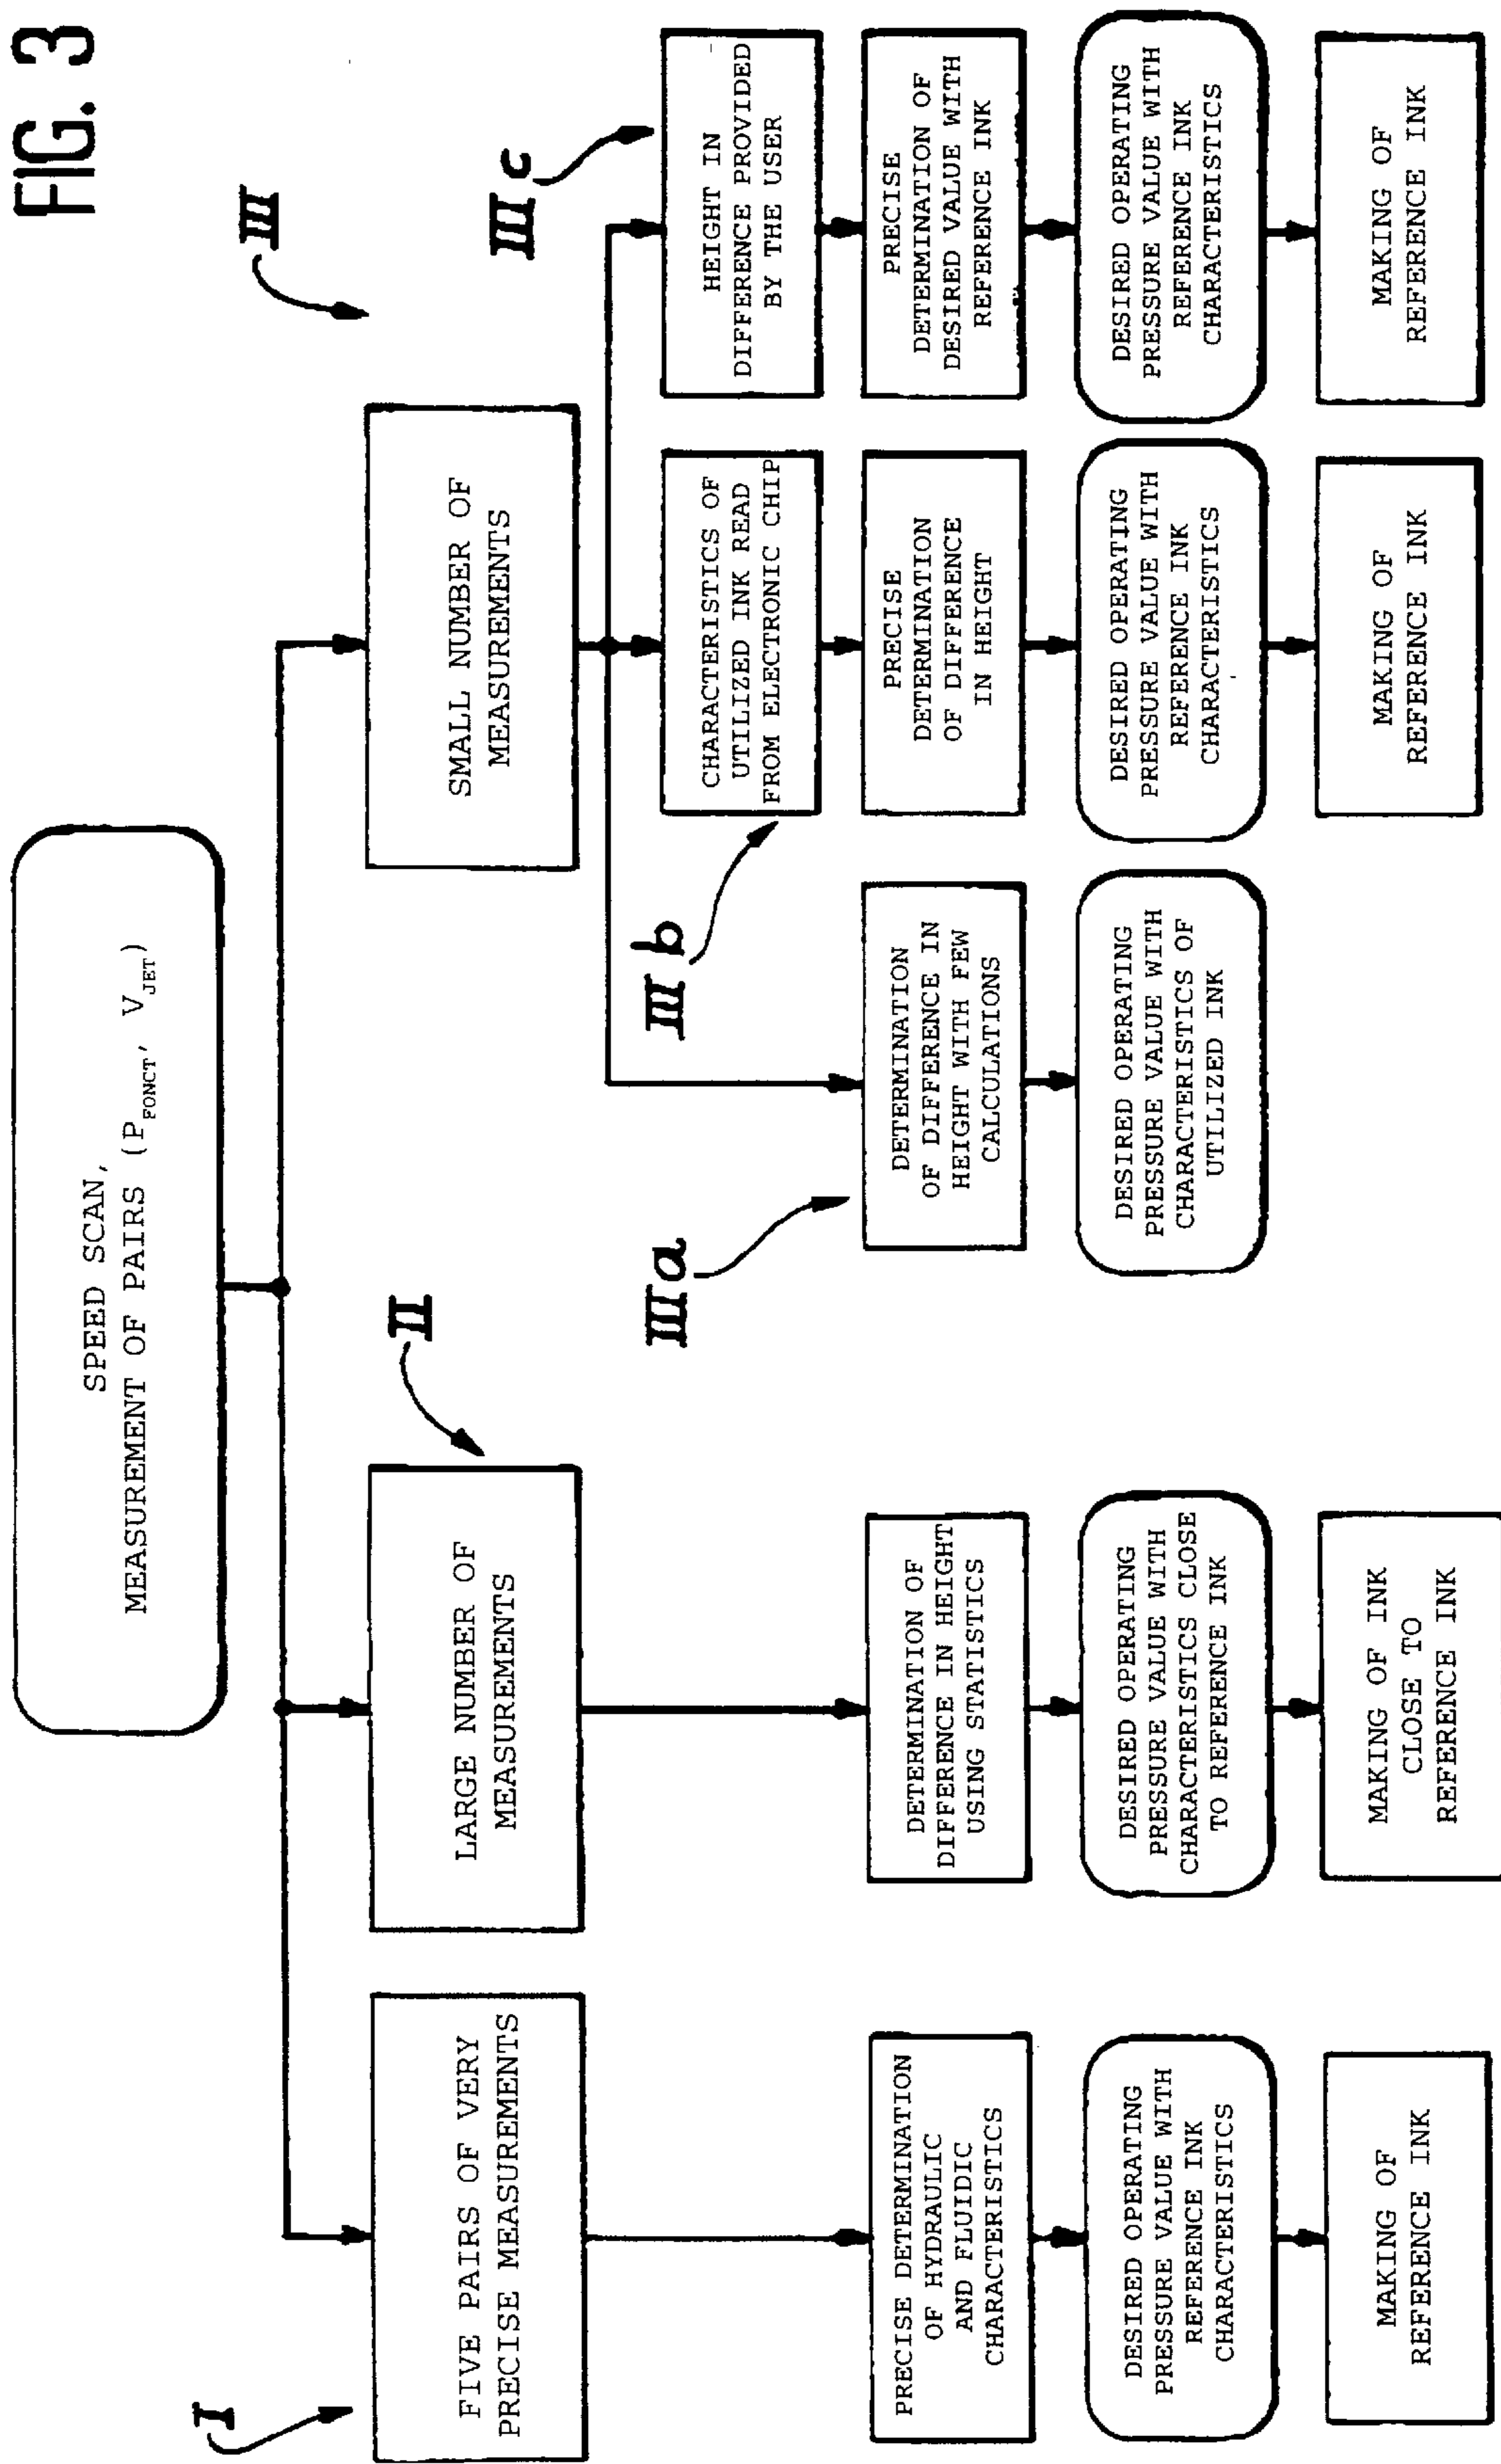 FIG. 3
SPEED SCAN,
MEASUREMENT OF PAIRS (P_FONCT, V_JET)
I
FIVE PAIRS OF VERY
PRECISE MEASUREMENTS
PRECISE DETERMINATION
OF HYDRAULIC
AND FLUIDIC
CHARACTERISTICS
DESIRED OPERATING
PRESSURE VALUE WITH
REFERENCE INK
CHARACTERISTICS
MAKING OF
REFERENCE INK
II
LARGE NUMBER OF
MEASUREMENTS
DETERMINATION OF
DIFFERENCE IN HEIGHT
USING STATISTICS
DESIRED OPERATING
PRESSURE VALUE WITH
CHARACTERISTICS CLOSE
TO REFERENCE INK
MAKING OF INK
CLOSE TO
REFERENCE INK
III
SMALL NUMBER OF
MEASUREMENTS
III a
DETERMINATION
OF DIFFERENCE IN
HEIGHT WITH FEW
CALCULATIONS
DESIRED OPERATING
PRESSURE VALUE WITH
CHARACTERISTICS OF
UTILIZED INK
III b
CHARACTERISTICS OF
UTILIZED INK READ
FROM ELECTRONIC CHIP
PRECISE
DETERMINATION
OF DIFFERENCE
IN HEIGHT
DESIRED OPERATING
PRESSURE VALUE WITH
REFERENCE INK
CHARACTERISTICS
MAKING OF
REFERENCE INK
III c
HEIGHT IN
DIFFERENCE PROVIDED
BY THE USER
PRECISE
DETERMINATION OF
DESIRED VALUE WITH
REFERENCE INK
DESIRED OPERATING
PRESSURE VALUE WITH
REFERENCE INK
CHARACTERISTICS
MAKING OF
REFERENCE INK